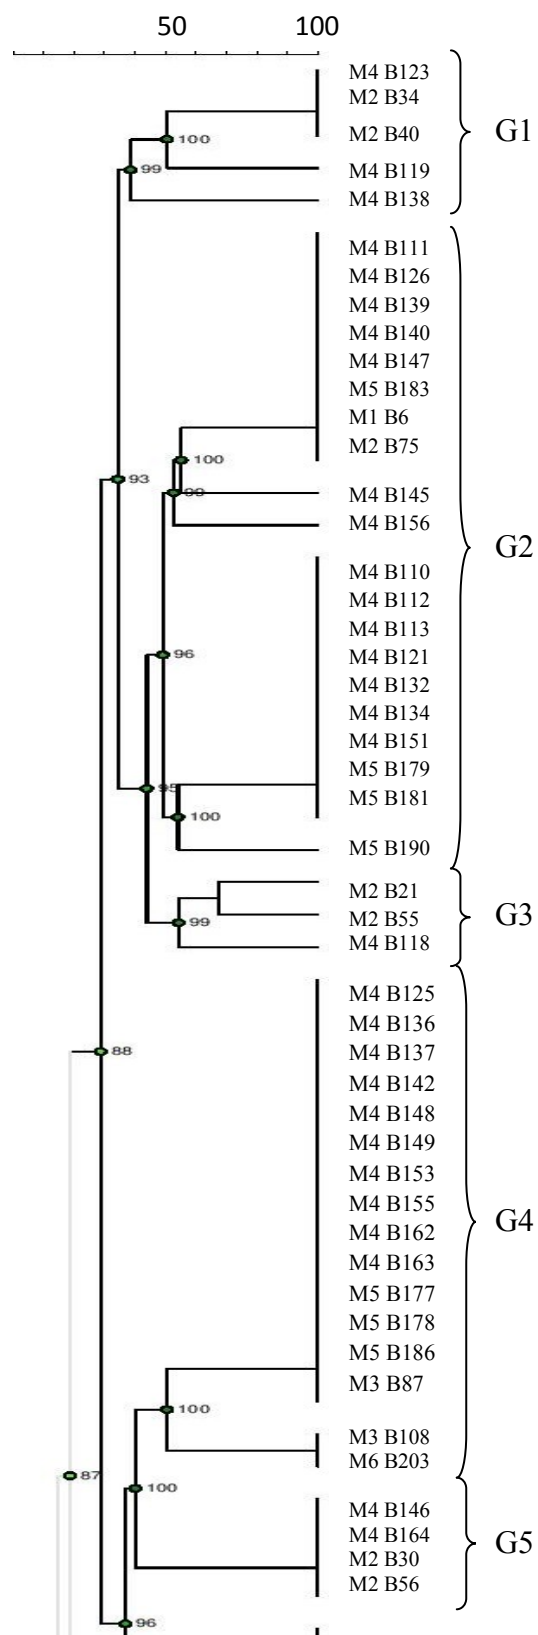 50 100
M4 B123
M2 B34
M2 B40
100
M4 B119
99
M4 B138
G1
M4 B111
M4 B126
M4 B139
M4 B140
M4 B147
M5 B183
M1 B6
M2 B75
100
93
99
M4 B145
M4 B156
G2
M4 B110
M4 B112
M4 B113
M4 B121
96
M4 B132
M4 B134
M4 B151
M5 B179
95
M5 B181
100
M5 B190
M2 B21
M2 B55
99
M4 B118
G3
M4 B125
M4 B136
M4 B137
88
M4 B142
M4 B148
M4 B149
M4 B153
M4 B155
M4 B162
M4 B163
M5 B177
M5 B178
M5 B186
M3 B87
G4
100
M3 B108
M6 B203
87
100
M4 B146
M4 B164
M2 B30
M2 B56
G5
96